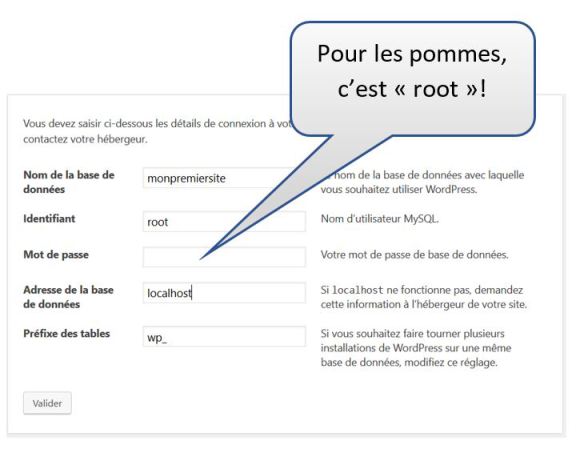 Pour les pommes,
c’est « root »!
Vous devez saisir ci-dessous les détails de connexion à
contactez votre hébergeur.
Nom de la base de
données
monpremiersite
nom de la base de données avec laquelle
vous souhaitez utiliser WordPress.
Identifiant
root
Nom d’utilisateur MySQL.
Mot de passe
Votre mot de passe de base de données.
Adresse de la base
de données
localhost
Si localhost ne fonctionne pas, demandez
cette information à l’hébergeur de votre site.
Préfixe des tables
wp_
Si vous souhaitez faire tourner plusieurs
installations de WordPress sur une même
base de données, modifiez ce réglage.
Valider